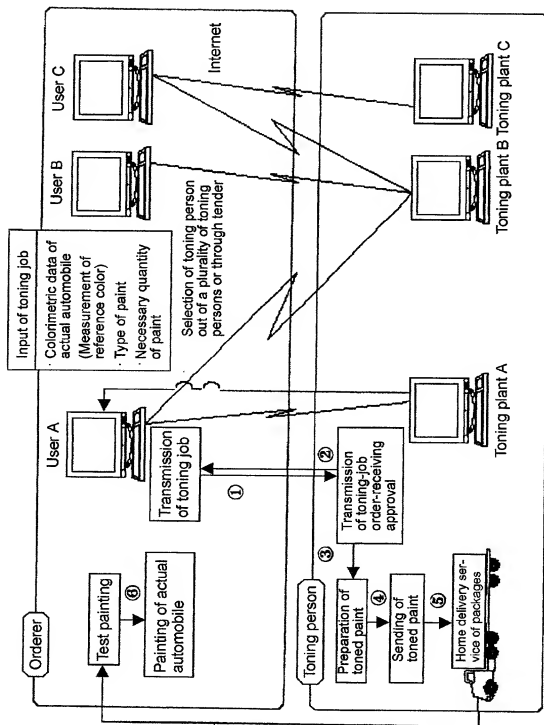 Orderer
User A
User B
User C
Input of toning job
· Colorimetric data of
actual automobile
(Measurement of
reference color)
· Type of paint
· Necessary quantity
of paint
Test painting
⑥
Painting of actual
automobile
Transmission
of toning job
①
②
Selection of toning person
out of a plurality of toning
persons or through tender
Internet
Toning person
Transmission
of toning-job
order-receiving
approval
③
Preparation of
toned paint
④
Sending of
toned paint
⑤
Home delivery ser-
vice of packages
Toning plant A
Toning plant B
Toning plant C